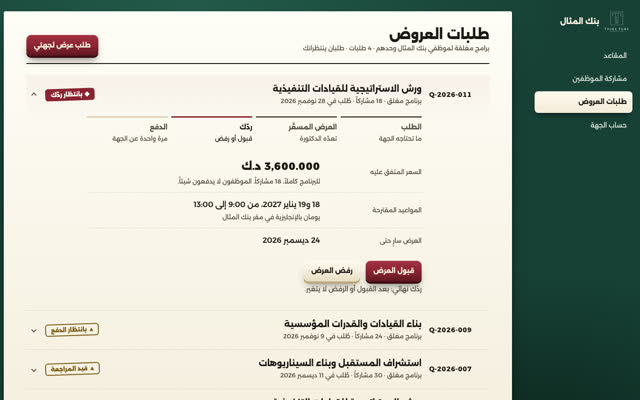 بنك المثال
THREE TUNE
المقاعد
مشاركة الموظفين
طلبات العروض
حساب الجهة
طلبات العروض
برامج مغلقة لموظفي بنك المثال وحدهم · 4 طلبات · طلبان ينتظرانك
طلب عرض لجهتي
Q-2026-011
ورش الاستراتيجية للقيادات التنفيذية
برنامج مغلق · 18 مشاركاً · طُلب في 28 نوفمبر 2026
◆ بانتظار ردّك
الطلب
ما تحتاجه الجهة
العرض المسعَّر
تعدّه الدكتورة
ردّك
قبول أو رفض
الدفع
مرة واحدة عن الجهة
السعر المتفق عليه
3,600.000 د.ك
للبرنامج كاملاً، 18 مشاركاً. الموظفون لا يدفعون شيئاً.
المواعيد المقترحة
18 و19 يناير 2027، من 9:00 إلى 13:00
يومان بالإنجليزية في مقر بنك المثال
العرض سارٍ حتى
24 ديسمبر 2026
قبول العرض
رفض العرض
ردّك نهائي: بعد القبول أو الرفض لا يتغير.
Q-2026-009
بناء القيادات والقدرات المؤسسية
برنامج مغلق · 24 مشاركاً · طُلب في 9 نوفمبر 2026
▲ بانتظار الدفع
Q-2026-007
استشراف المستقبل وبناء السيناريوهات
برنامج مغلق · 30 مشاركاً · طُلب في 11 ديسمبر 2026
▲ قيد المراجعة